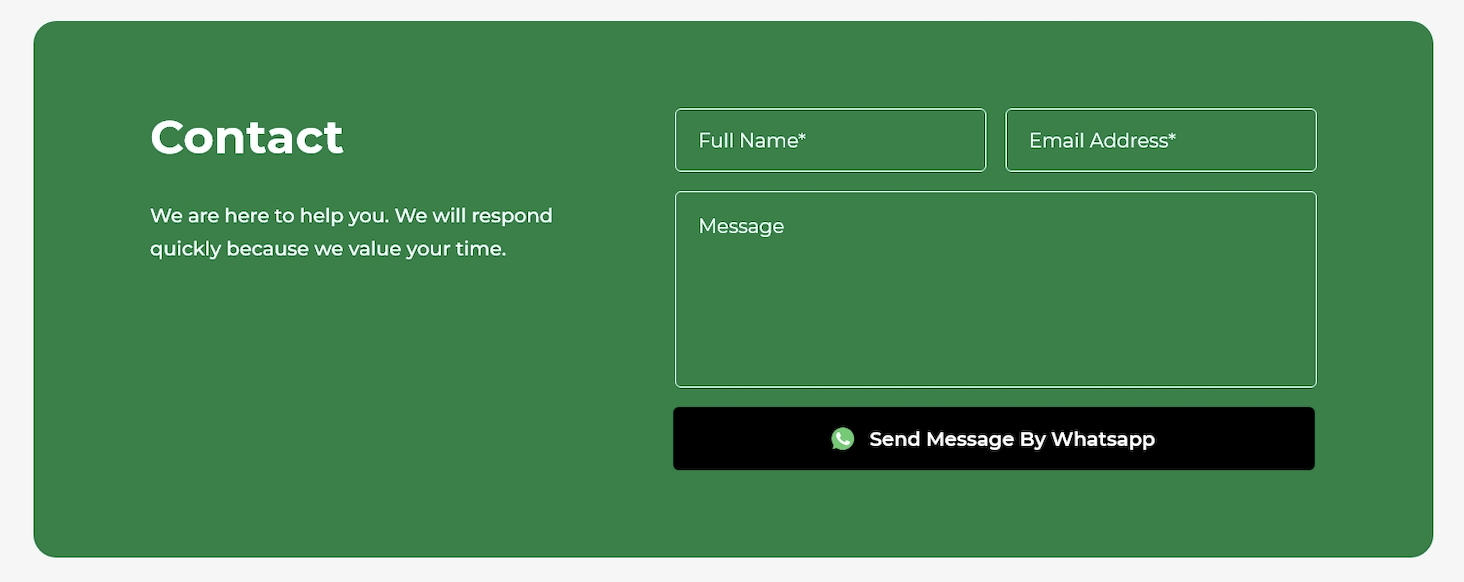 Contact
We are here to help you. We will respond
quickly because we value your time.
Full Name*
Email Address*
Message
Send Message By Whatsapp